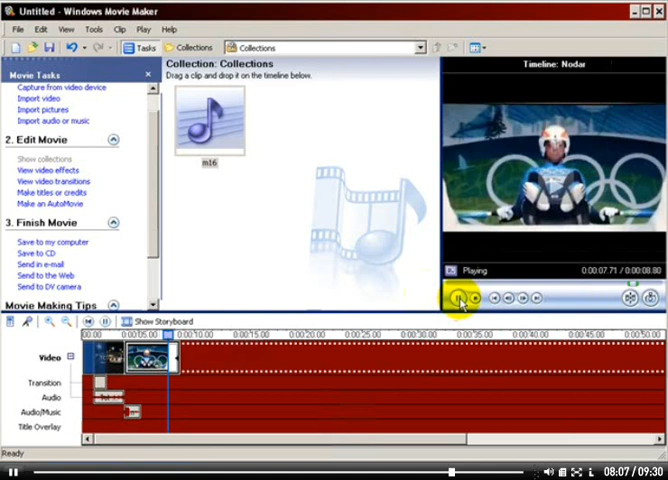 Untitled - Windows Movie Maker
File Edit View Tools Clip Play Help
Tasks Collections Collections
Movie Tasks
Capture from video device
Import video
Import pictures
Import audio or music
2. Edit Movie
Show collections
View video effects
View video transitions
Make titles or credits
Make an AutoMovie
3. Finish Movie
Save to my computer
Save to CD
Send in e-mail
Send to the Web
Send to DV camera
Movie Making Tips
Collection: Collections
Drag a clip and drop it on the timeline below.
m16
Timeline: Nodar
Playing 0:00:07.71 / 0:00:08.80
Show Storyboard
00.00 0:00:05.00 0:00:10.00 0:00:15.00 0:00:20.00 0:00:25.00 0:00:30.00 0:00:35.00 0:00:40.00 0:00:45.00 0:00:50.00
Video
Transition
Audio
Audio/Music
Title Overlay
Ready
08:07 / 09:30